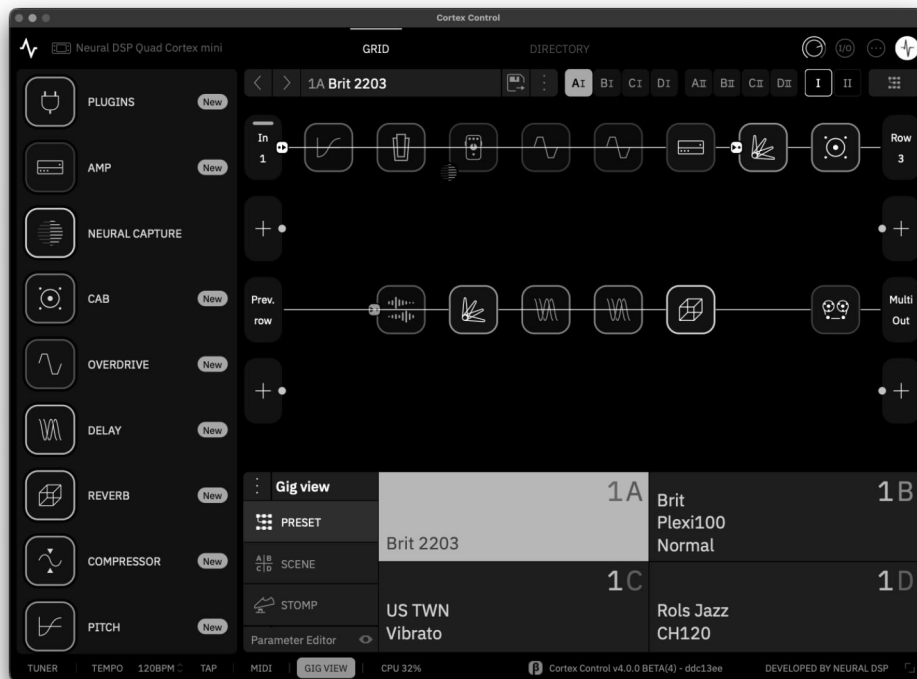 Cortex Control
Neural DSP Quad Cortex mini
GRID
DIRECTORY
I/O
PLUGINS New
AMP New
NEURAL CAPTURE
CAB New
OVERDRIVE New
DELAY New
REVERB New
COMPRESSOR New
PITCH New
1A Brit 2203
AI BI CI DI AII BII CII DII I II
In
1
Row
3
Prev.
row
Multi
Out
Gig view
PRESET
A B
C D
SCENE
STOMP
Parameter Editor
1A
Brit 2203
1B
Brit
Plexi100
Normal
1C
US TWN
Vibrato
1D
Rols Jazz
CH120
TUNER TEMPO 120BPM TAP MIDI GIG VIEW CPU 32% β Cortex Control v4.0.0 BETA(4) - ddc13ee DEVELOPED BY NEURAL DSP